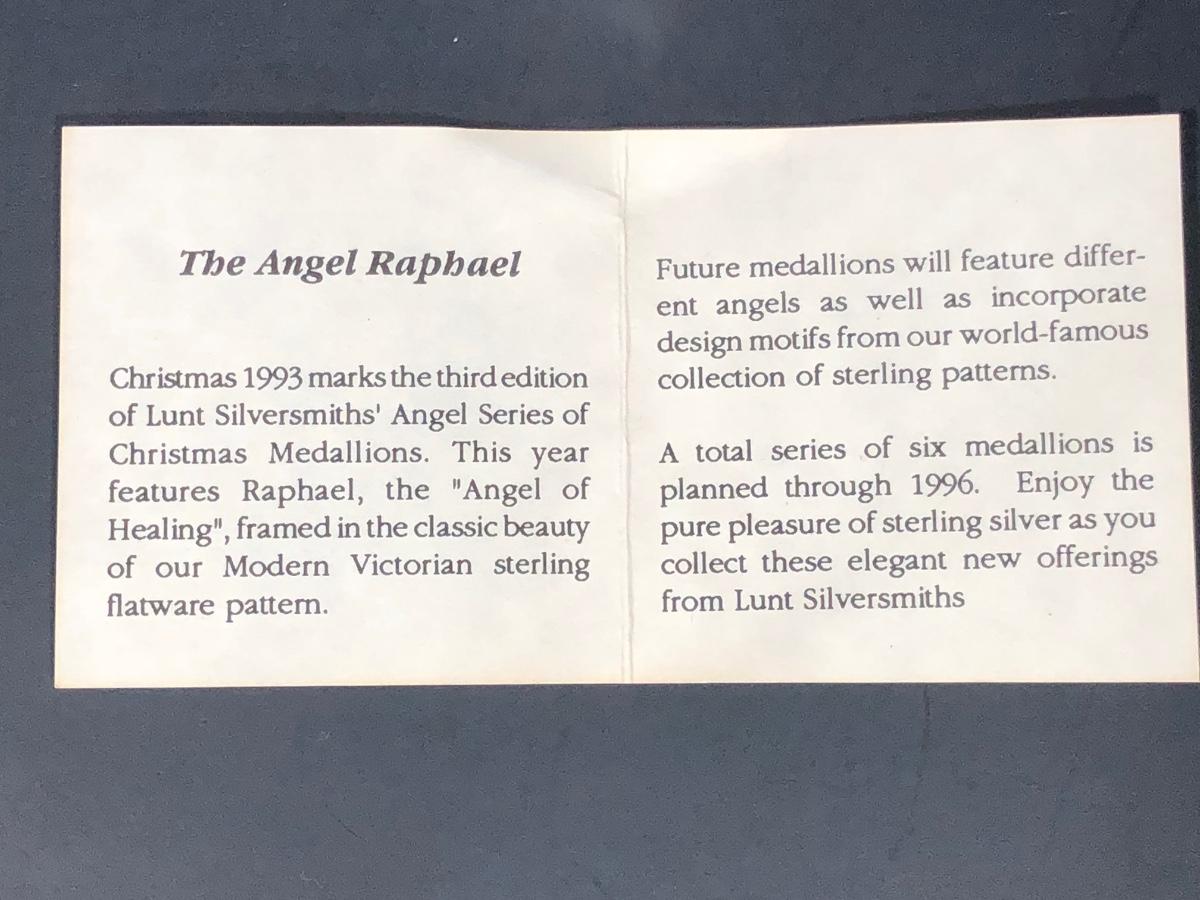 The Angel Raphael
Christmas 1993 marks the third edition
of Lunt Silversmiths' Angel Series of
Christmas Medallions. This year
features Raphael, the "Angel of
Healing", framed in the classic beauty
of our Modern Victorian sterling
flatware pattern.
Future medallions will feature differ-
ent angels as well as incorporate
design motifs from our world-famous
collection of sterling patterns.
A total series of six medallions is
planned through 1996. Enjoy the
pure pleasure of sterling silver as you
collect these elegant new offerings
from Lunt Silversmiths